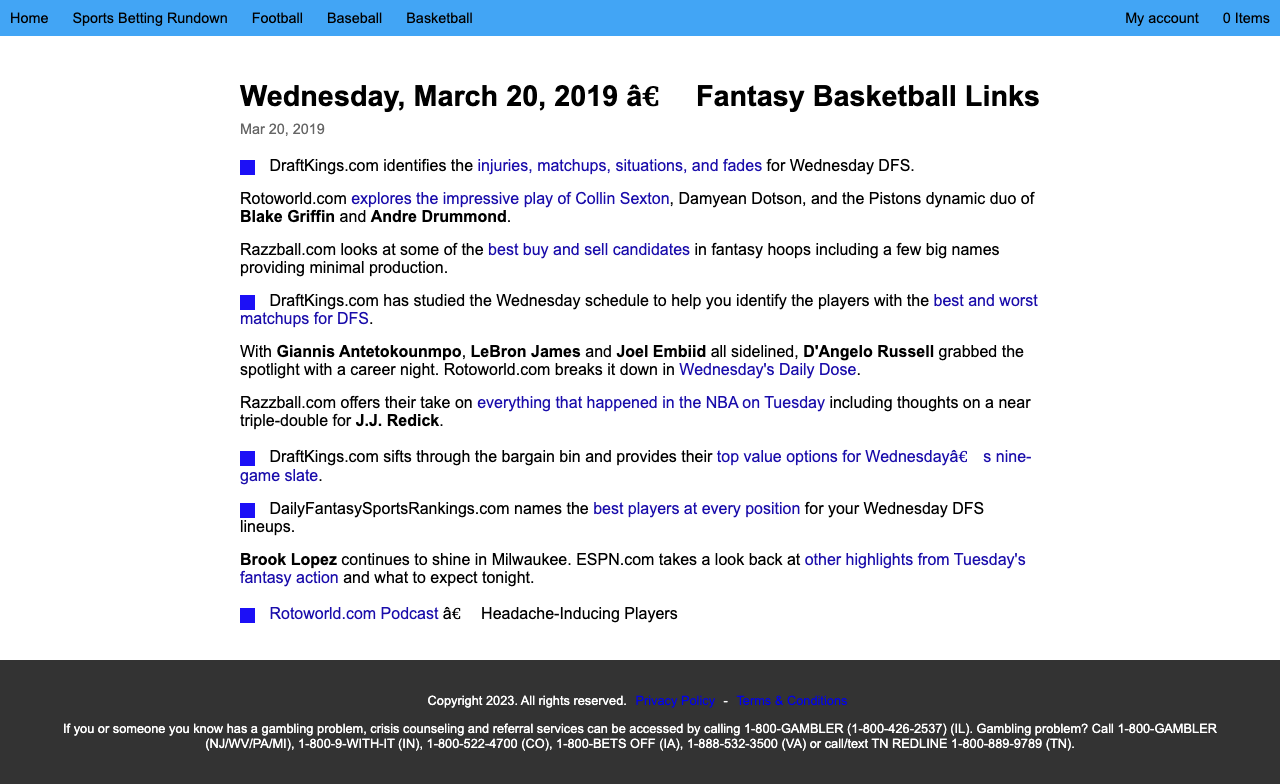 Home Sports Betting Rundown Football Baseball Basketball My account 0 Items
Wednesday, March 20, 2019 â€ Fantasy Basketball Links
Mar 20, 2019
DraftKings.com identifies the injuries, matchups, situations, and fades for Wednesday DFS.
Rotoworld.com explores the impressive play of Collin Sexton, Damyean Dotson, and the Pistons dynamic duo of
Blake Griffin and Andre Drummond.
Razzball.com looks at some of the best buy and sell candidates in fantasy hoops including a few big names
providing minimal production.
DraftKings.com has studied the Wednesday schedule to help you identify the players with the best and worst
matchups for DFS.
With Giannis Antetokounmpo, LeBron James and Joel Embiid all sidelined, D'Angelo Russell grabbed the
spotlight with a career night. Rotoworld.com breaks it down in Wednesday's Daily Dose.
Razzball.com offers their take on everything that happened in the NBA on Tuesday including thoughts on a near
triple-double for J.J. Redick.
DraftKings.com sifts through the bargain bin and provides their top value options for Wednesdayâ€ s nine-
game slate.
DailyFantasySportsRankings.com names the best players at every position for your Wednesday DFS
lineups.
Brook Lopez continues to shine in Milwaukee. ESPN.com takes a look back at other highlights from Tuesday's
fantasy action and what to expect tonight.
Rotoworld.com Podcast â€ Headache-Inducing Players
Copyright 2023. All rights reserved. Privacy Policy - Terms & Conditions
If you or someone you know has a gambling problem, crisis counseling and referral services can be accessed by calling 1-800-GAMBLER (1-800-426-2537) (IL). Gambling problem? Call 1-800-GAMBLER
(NJ/WV/PA/MI), 1-800-9-WITH-IT (IN), 1-800-522-4700 (CO), 1-800-BETS OFF (IA), 1-888-532-3500 (VA) or call/text TN REDLINE 1-800-889-9789 (TN).